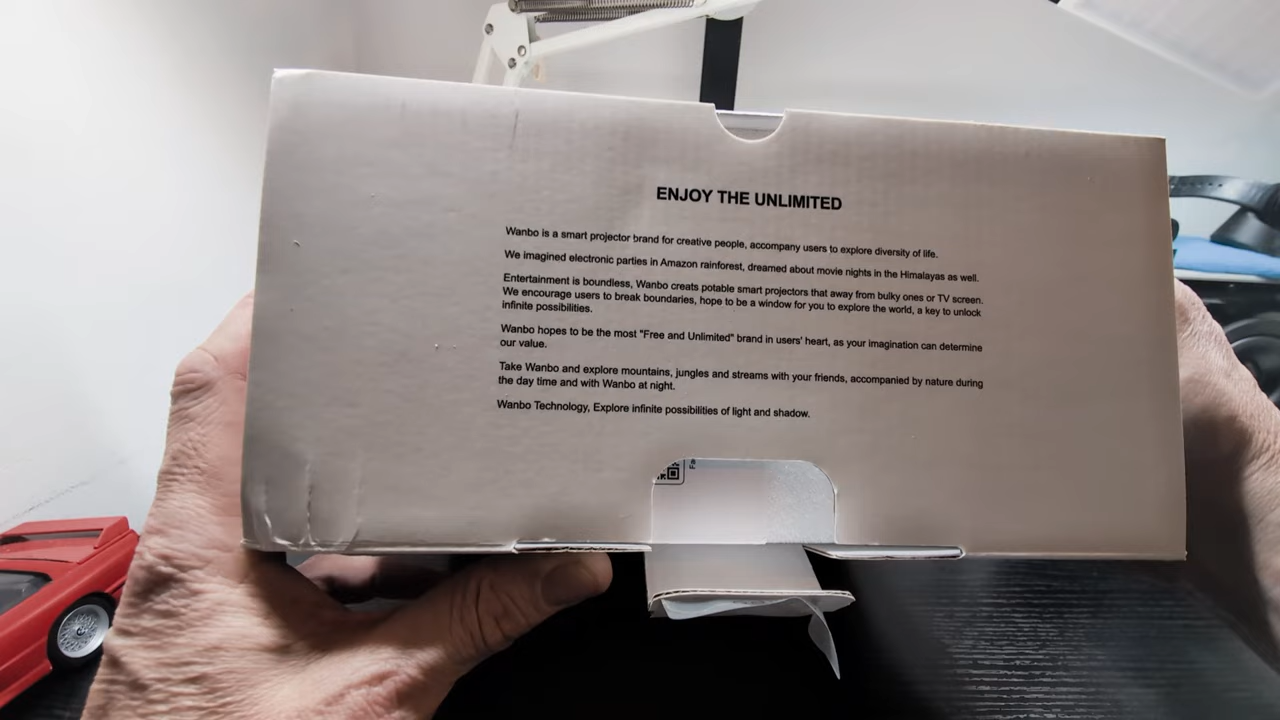 ENJOY THE UNLIMITED
Wanbo is a smart projector brand for creative people, accompany users to explore diversity of life.
We imagined electronic parties in Amazon rainforest, dreamed about movie nights in the Himalayas as well.
Entertainment is boundless, Wanbo creats potable smart projectors that away from bulky ones or TV screen.
We encourage users to break boundaries, hope to be a window for you to explore the world, a key to unlock
infinite possibilities.
Wanbo hopes to be the most "Free and Unlimited" brand in users' heart, as your imagination can determine
our value.
Take Wanbo and explore mountains, jungles and streams with your friends, accompanied by nature during
the day time and with Wanbo at night.
Wanbo Technology, Explore infinite possibilities of light and shadow.